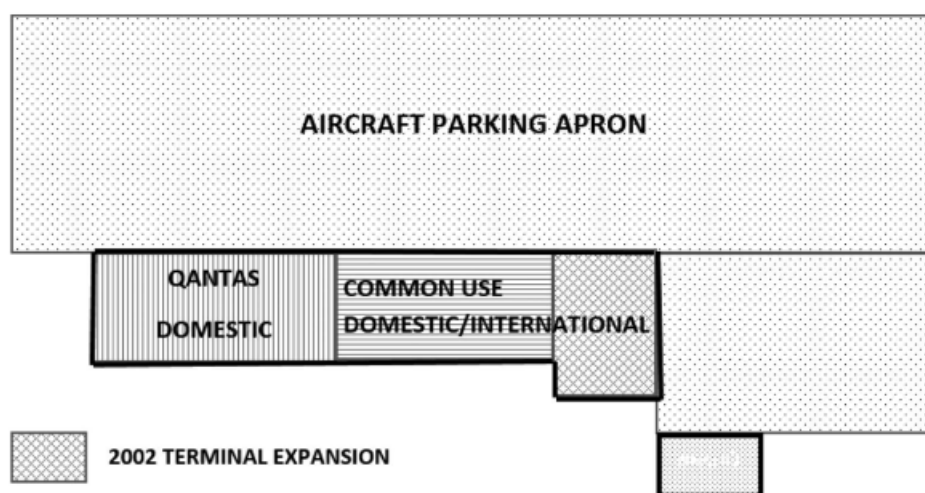 AIRCRAFT PARKING APRON
QANTAS
DOMESTIC
COMMON USE
DOMESTIC/INTERNATIONAL
2002 TERMINAL EXPANSION